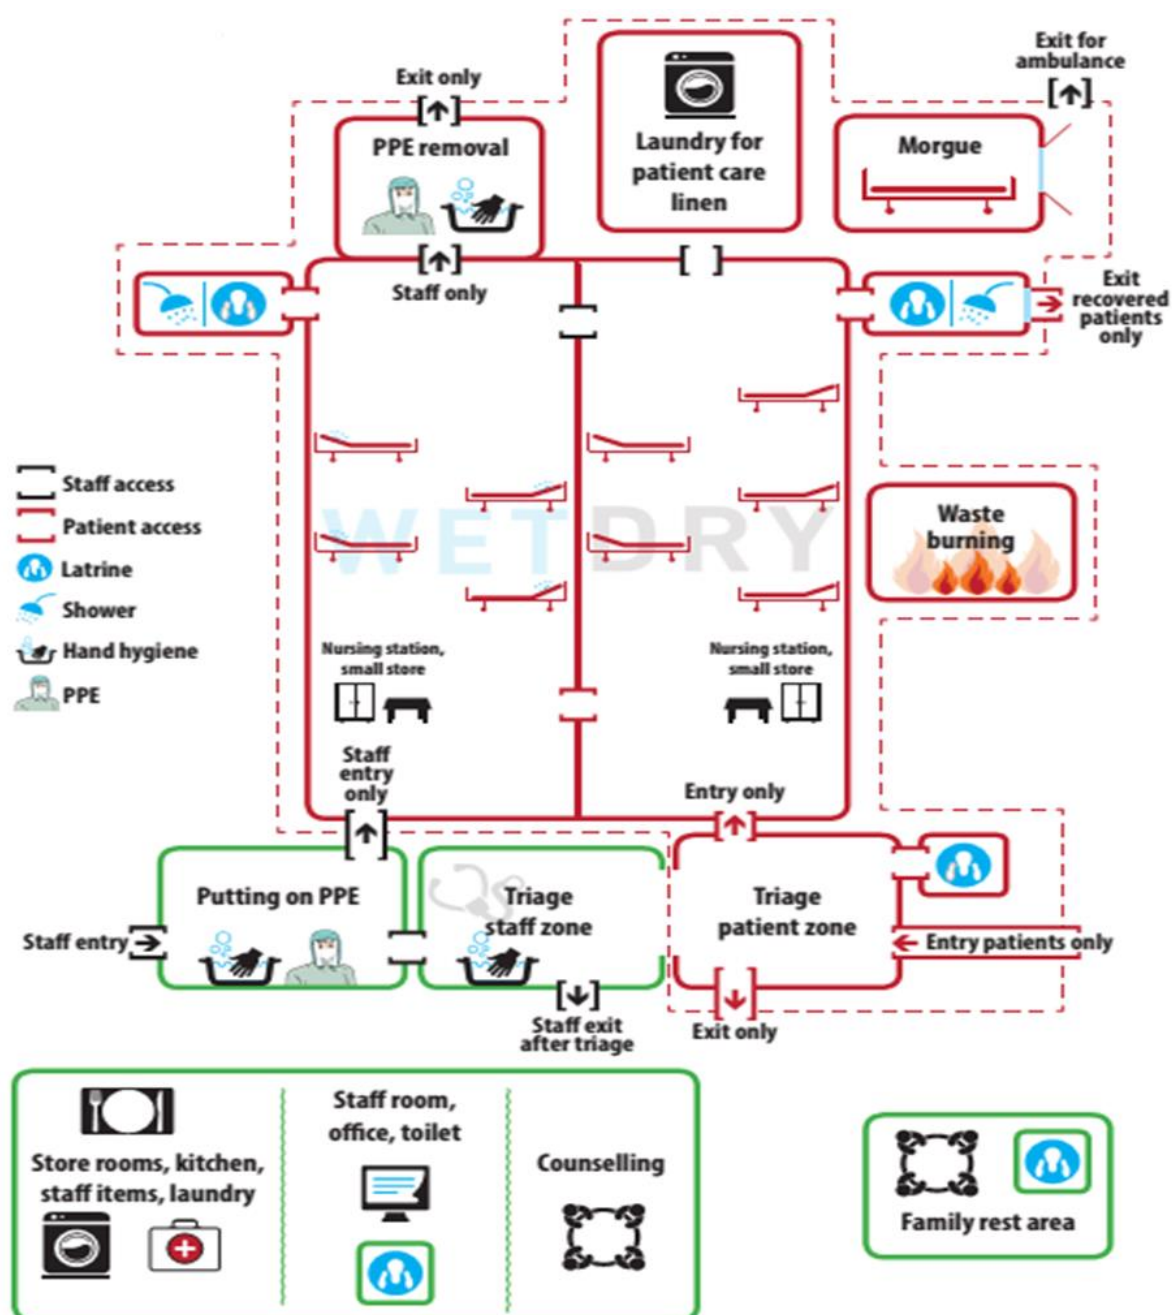 Exit for
ambulance
Exit only
PPE removal
Laundry for
patient care
linen
Morgue
Staff only
Exit
recovered
patients
only
Staff access
Patient access
Latrine
Shower
Hand hygiene
PPE
WET
DRY
Waste
burning
Nursing station,
small store
Nursing station,
small store
Staff
entry
only
Entry only
Putting on PPE
Triage
staff zone
Triage
patient zone
Staff entry
Entry patients only
Staff exit
after triage
Exit only
Store rooms, kitchen,
staff items, laundry
Staff room,
office, toilet
Counselling
Family rest area